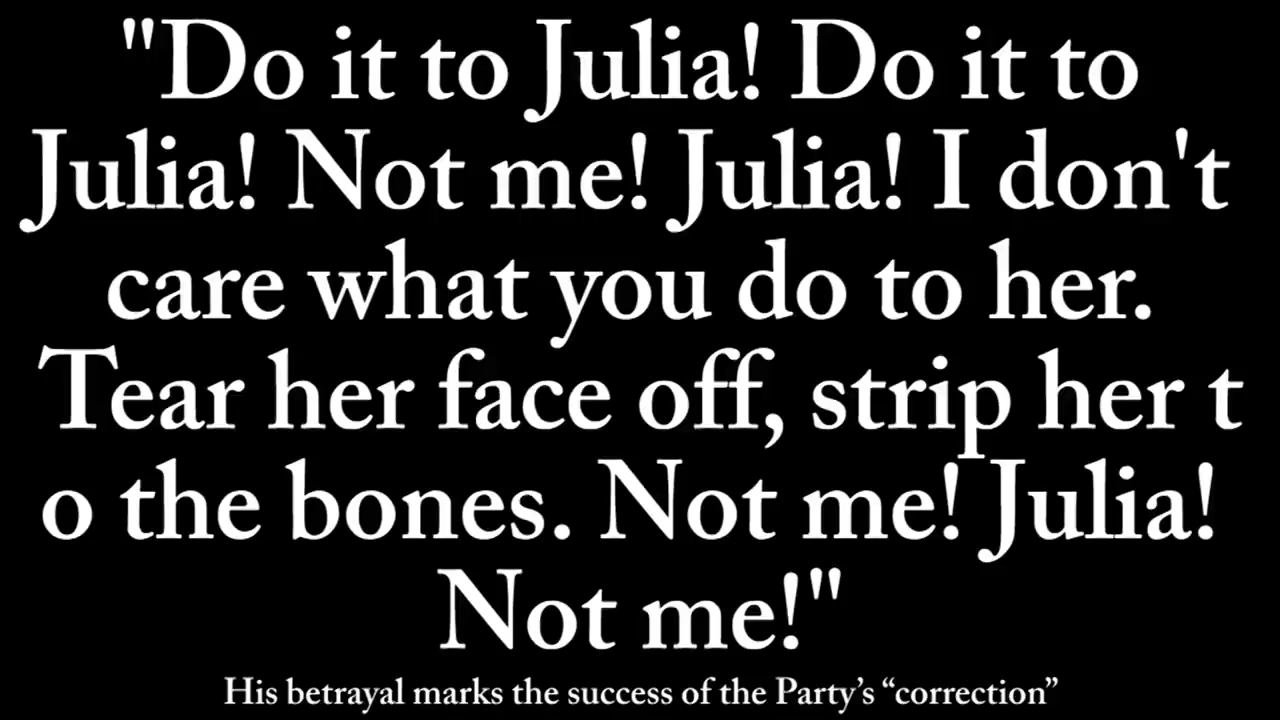 "Do it to Julia! Do it to
Julia! Not me! Julia! I don't
care what you do to her.
Tear her face off, strip her t
o the bones. Not me! Julia!
Not me!"
His betrayal marks the success of the Party’s “correction”